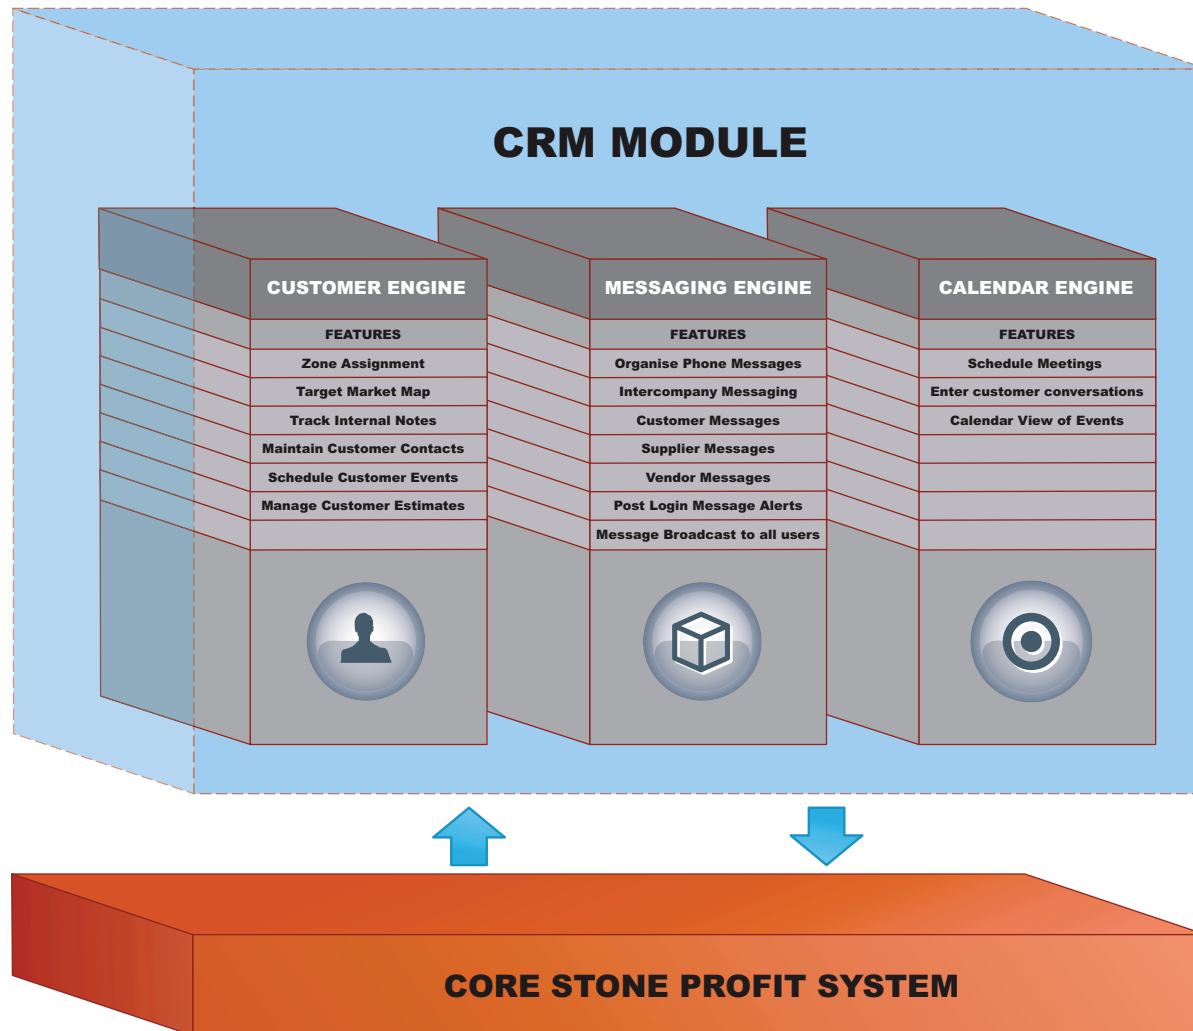 CRM MODULE
CUSTOMER ENGINE
FEATURES
Zone Assignment
Target Market Map
Track Internal Notes
Maintain Customer Contacts
Schedule Customer Events
Manage Customer Estimates
MESSAGING ENGINE
FEATURES
Organise Phone Messages
Intercompany Messaging
Customer Messages
Supplier Messages
Vendor Messages
Post Login Message Alerts
Message Broadcast to all users
CALENDAR ENGINE
FEATURES
Schedule Meetings
Enter customer conversations
Calendar View of Events
CORE STONE PROFIT SYSTEM